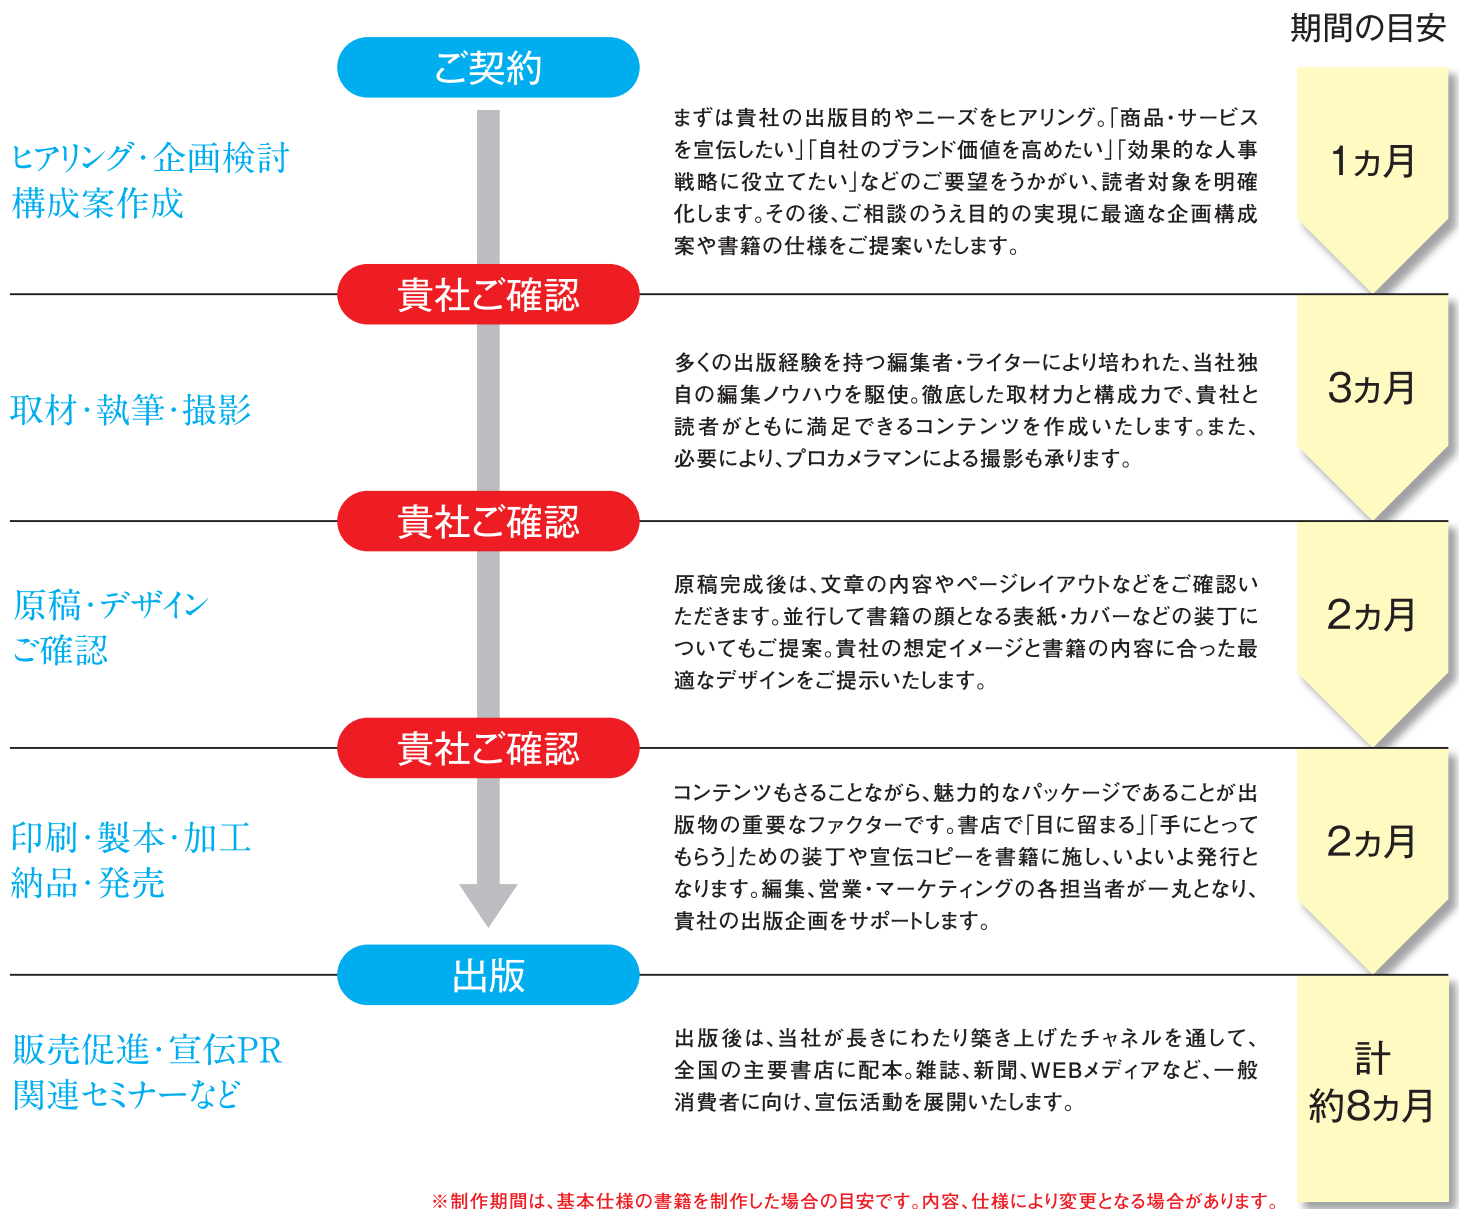 期間の目安
ご契約
ヒアリング・企画検討
構成案作成
まずは貴社の出版目的やニーズをヒアリング。「商品・サービス
を宣伝したい」「自社のブランド価値を高めたい」「効果的な人事
戦略に役立てたい」などのご要望をうかがい、読者対象を明確
化します。その後、ご相談のうえ目的の実現に最適な企画構成
案や書籍の仕様をご提案いたします。
1ヵ月
貴社ご確認
取材・執筆・撮影
多くの出版経験を持つ編集者・ライターにより培われた、当社独
自の編集ノウハウを駆使。徹底した取材力と構成力で、貴社と
読者がともに満足できるコンテンツを作成いたします。また、
必要により、プロカメラマンによる撮影も承ります。
3ヵ月
貴社ご確認
原稿・デザイン
ご確認
原稿完成後は、文章の内容やページレイアウトなどをご確認い
ただきます。並行して書籍の顔となる表紙・カバーなどの装丁に
ついてもご提案。貴社の想定イメージと書籍の内容に合った最
適なデザインをご提示いたします。
2ヵ月
貴社ご確認
印刷・製本・加工
納品・発売
コンテンツもさることながら、魅力的なパッケージであることが出
版物の重要なファクターです。書店で「目に留まる」「手にとって
もらう」ための装丁や宣伝コピーを書籍に施し、いよいよ発行と
なります。編集、営業・マーケティングの各担当者が一丸となり、
貴社の出版企画をサポートします。
2ヵ月
出版
販売促進・宣伝PR
関連セミナーなど
出版後は、当社が長きにわたり築き上げたチャネルを通して、
全国の主要書店に配本。雑誌、新聞、WEBメディアなど、一般
消費者に向け、宣伝活動を展開いたします。
計
約8ヵ月
※制作期間は、基本仕様の書籍を制作した場合の目安です。内容、仕様により変更となる場合があります。